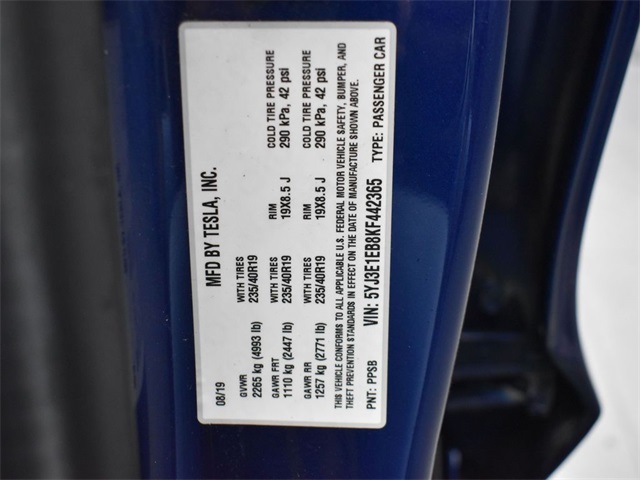 MFD BY TESLA, INC.
08/19
GVWR WITH TIRES
2265 kg (4993 lb) 235/40R19
GAWR FRT WITH TIRES RIM COLD TIRE PRESSURE
1110 kg (2447 lb) 235/40R19 19X8.5 J 290 kPa, 42 psi
GAWR RR WITH TIRES RIM COLD TIRE PRESSURE
1257 kg (2771 lb) 235/40R19 19X8.5 J 290 kPa, 42 psi
THIS VEHICLE CONFORMS TO ALL APPLICABLE U.S. FEDERAL MOTOR VEHICLE SAFETY, BUMPER, AND
THEFT PREVENTION STANDARDS IN EFFECT ON THE DATE OF MANUFACTURE SHOWN ABOVE.
PNT: PPSB VIN: 5YJ3E1EB8KF442365 TYPE: PASSENGER CAR